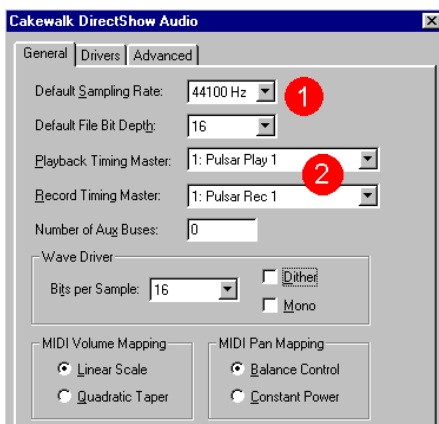 Cakewalk DirectShow Audio
General Drivers Advanced
Default Sampling Rate: 44100 Hz 1
Default File Bit Depth: 16
Playback Timing Master: 1: Pulsar Play 1
2
Record Timing Master: 1: Pulsar Rec 1
Number of Aux Buses: 0
Wave Driver
Bits per Sample: 16 Dither
Mono
MIDI Volume Mapping MIDI Pan Mapping
Linear Scale Balance Control
Quadratic Taper Constant Power